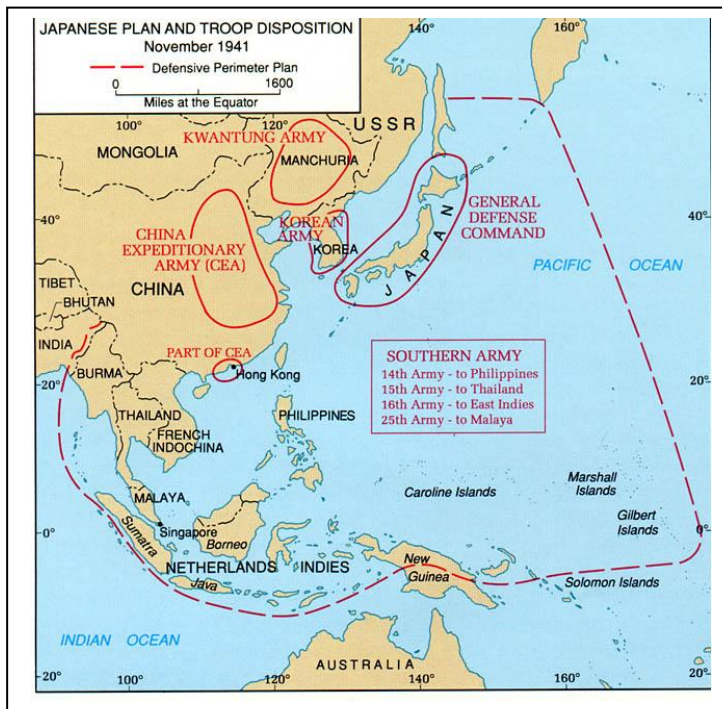 JAPANESE PLAN AND TROOP DISPOSITION
November 1941
Defensive Perimeter Plan
0 1600
Miles at the Equator
140° 160°
100° 120°
USSR
KWANTUNG ARMY
MONGOLIA
MANCHURIA
40° 40°
KOREAN
ARMY
KOREA
JAPAN
GENERAL
DEFENSE
COMMAND
CHINA
EXPEDITIONARY
ARMY (CEA)
CHINA
PACIFIC OCEAN
TIBET
BHUTAN
INDIA
BURMA
PART OF CEA
Hong Kong
20° 20°
SOUTHERN ARMY
14th Army - to Philippines
15th Army - to Thailand
16th Army - to East Indies
25th Army - to Malaya
THAILAND
FRENCH
INDOCHINA
PHILIPPINES
MALAYA
Singapore
Sumatra
Borneo
Caroline Islands
Marshall
Islands
Gilbert
Islands
0° 0°
NETHERLANDS INDIES
Java
New
Guinea
Solomon Islands
INDIAN OCEAN
AUSTRALIA
20° 100° 120° 140° 160° 20°